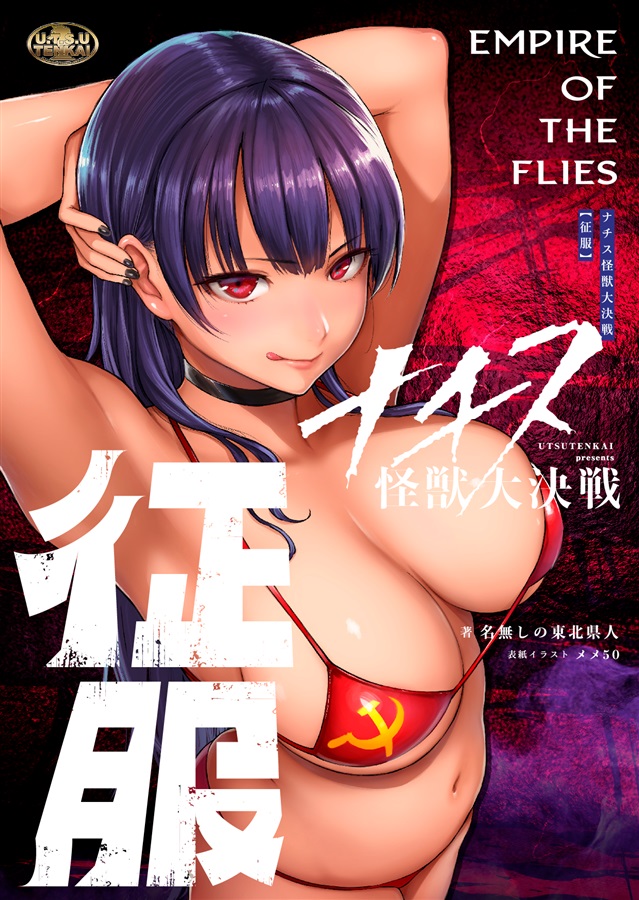 U.T.S.U
TENKAI
EMPIRE
OF
THE
FLIES
ナチス怪獣大決戦
【征服】
ナチス
UTSUTENKAI
presents
怪獣大決戦
征服
著 名無しの東北県人
表紙イラスト メメ50